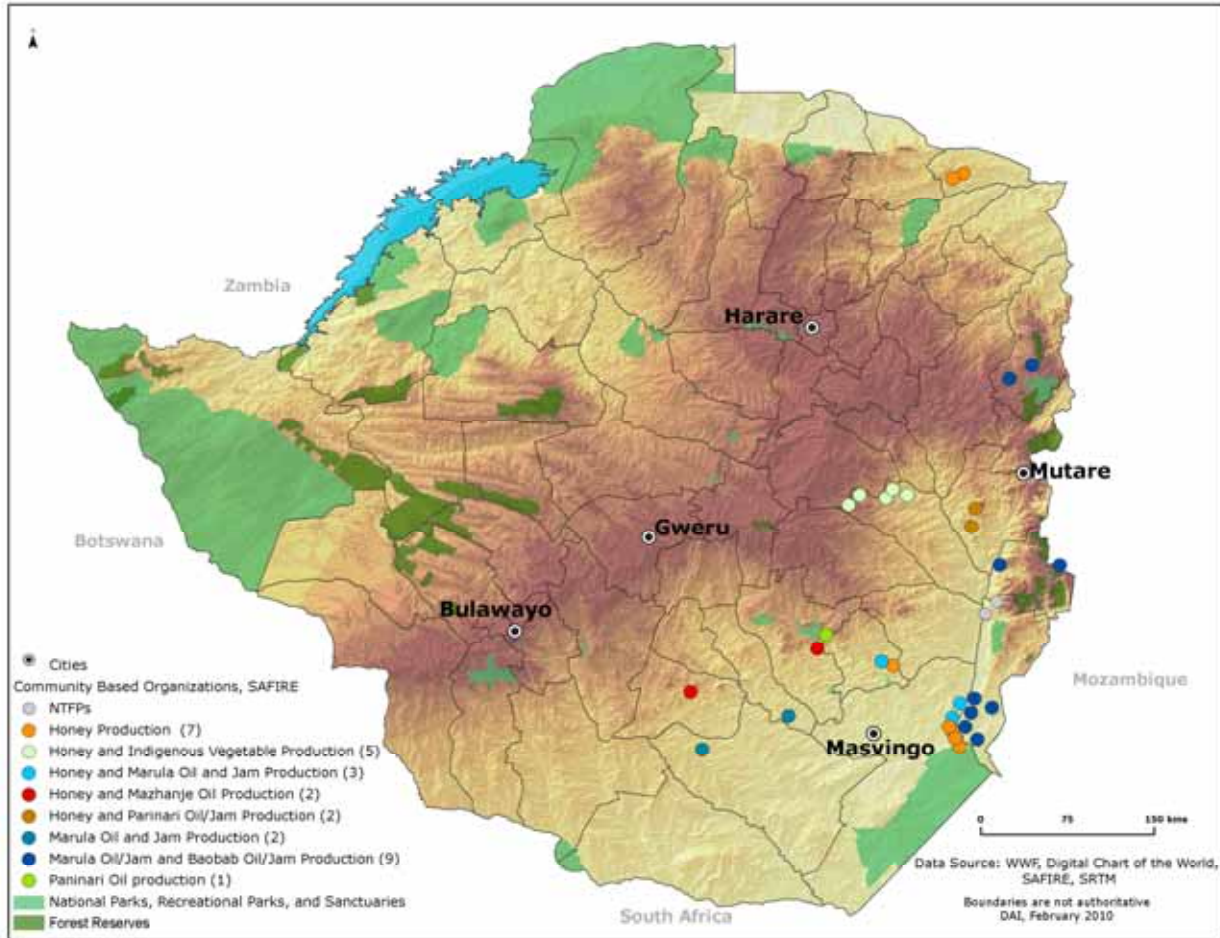 Zambia
Harare
Mutare
Gweru
Botswana
Bulawayo
Mozambique
Masvingo
South Africa
Cities
Community Based Organizations, SAFIRE
NTFPs
Honey Production (7)
Honey and Indigenous Vegetable Production (5)
Honey and Marula Oil and Jam Production (3)
Honey and Mazhanje Oil Production (2)
Honey and Parinari Oil/Jam Production (2)
Marula Oil and Jam Production (2)
Marula Oil/Jam and Baobab Oil/Jam Production (9)
Paninari Oil production (1)
National Parks, Recreational Parks, and Sanctuaries
Forest Reserves
0 75 150 kms
Data Source: WWF, Digital Chart of the World,
SAFIRE, SRTM
Boundaries are not authoritative
DAI, February 2010